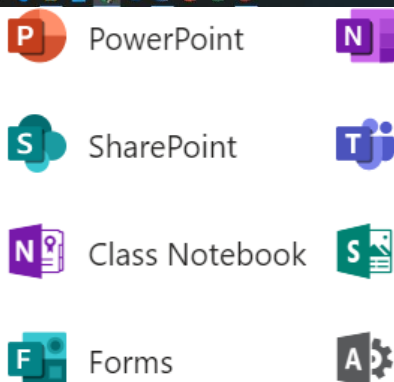 P PowerPoint N
S SharePoint T
N Class Notebook S
F Forms A